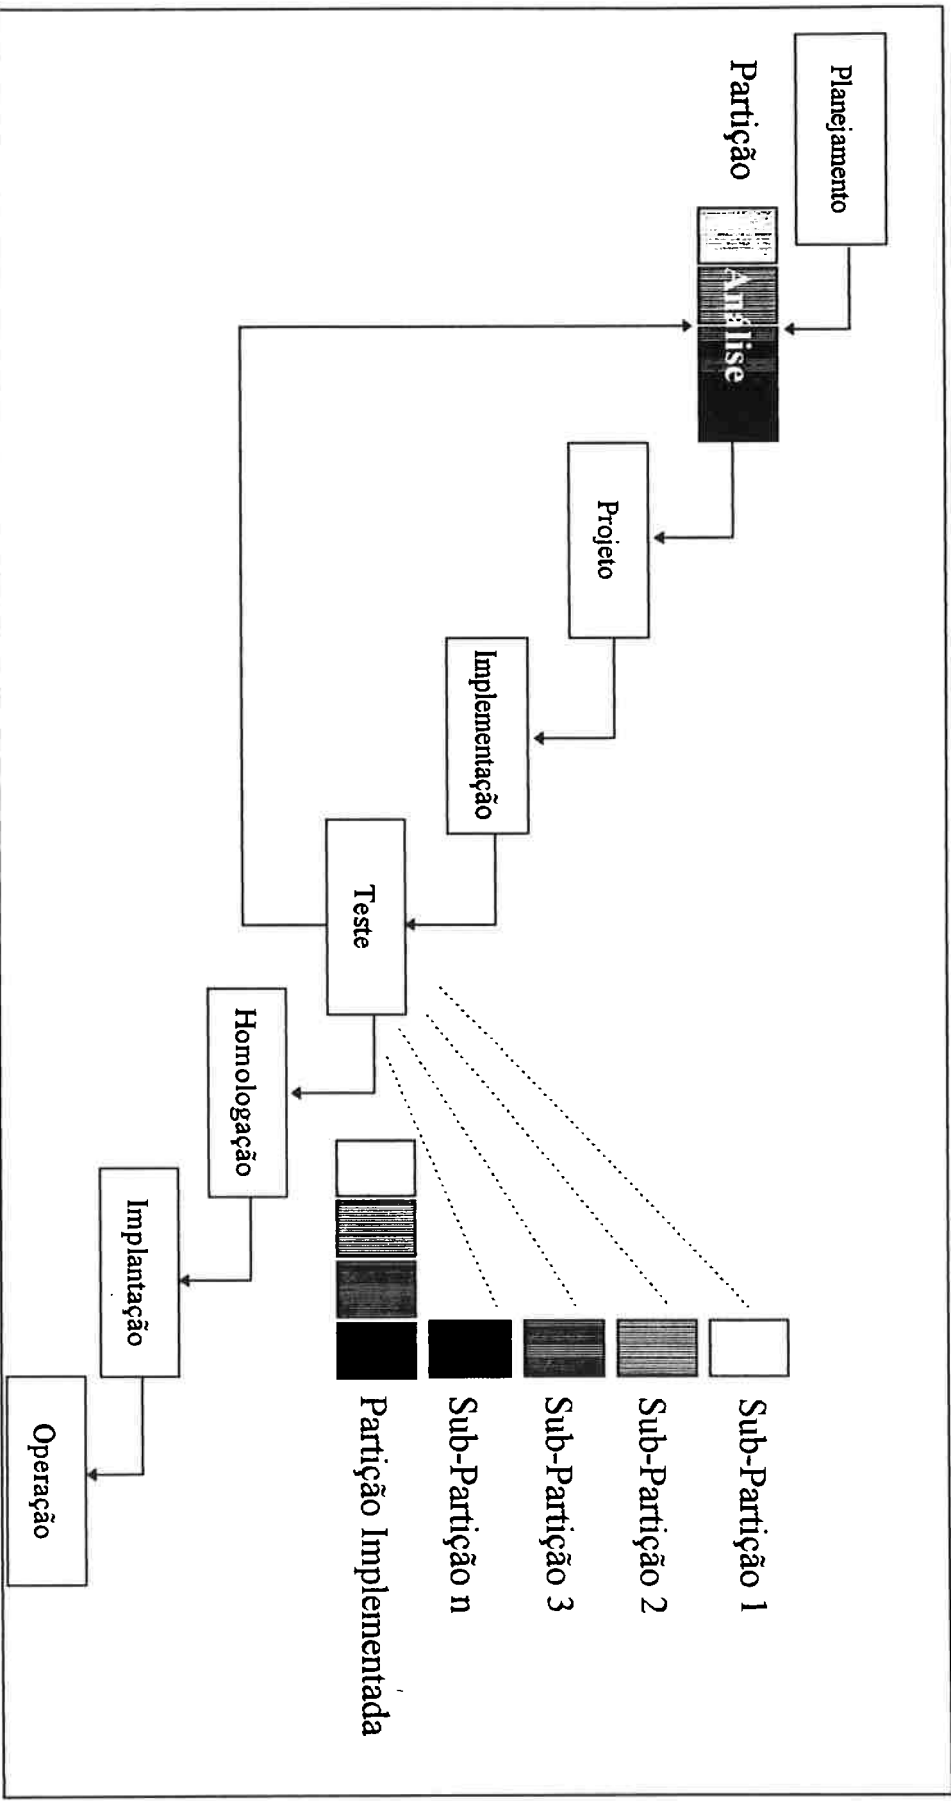 Planejamento
Partição
Análise
Projeto
Implementação
Teste
Homologação
Implantação
Operação
Sub-Partição 1
Sub-Partição 2
Sub-Partição 3
Sub-Partição n
Partição Implementada